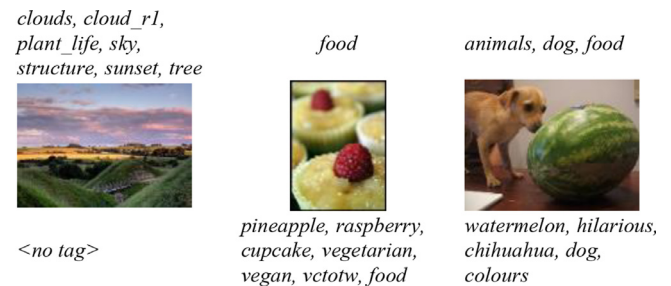 clouds, cloud_r1,
plant_life, sky,
structure, sunset, tree
food
animals, dog, food
<no tag>
pineapple, raspberry,
cupcake, vegetarian,
vegan, vctotw, food
watermelon, hilarious,
chihuahua, dog,
colours